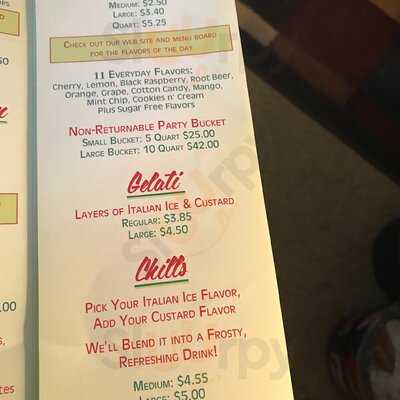 Medium: $2.50
Large: $3.40
Quart: $5.25
Check out our web site and menu board
for the flavors of the day
11 Everyday Flavors:
Cherry, Lemon, Black Raspberry, Root Beer,
Orange, Grape, Cotton Candy, Mango,
Mint Chip, Cookies n' Cream
Plus Sugar Free Flavors
Non-Returnable Party Bucket
Small Bucket: 5 Quart $25.00
Large Bucket: 10 Quart $42.00
Gelati
Layers of Italian Ice & Custard
Regular: $3.85
Large: $4.50
Chills
Pick Your Italian Ice Flavor,
Add Your Custard Flavor
We'll Blend it into a Frosty,
Refreshing Drink!
Medium: $4.55
Large: $5.00